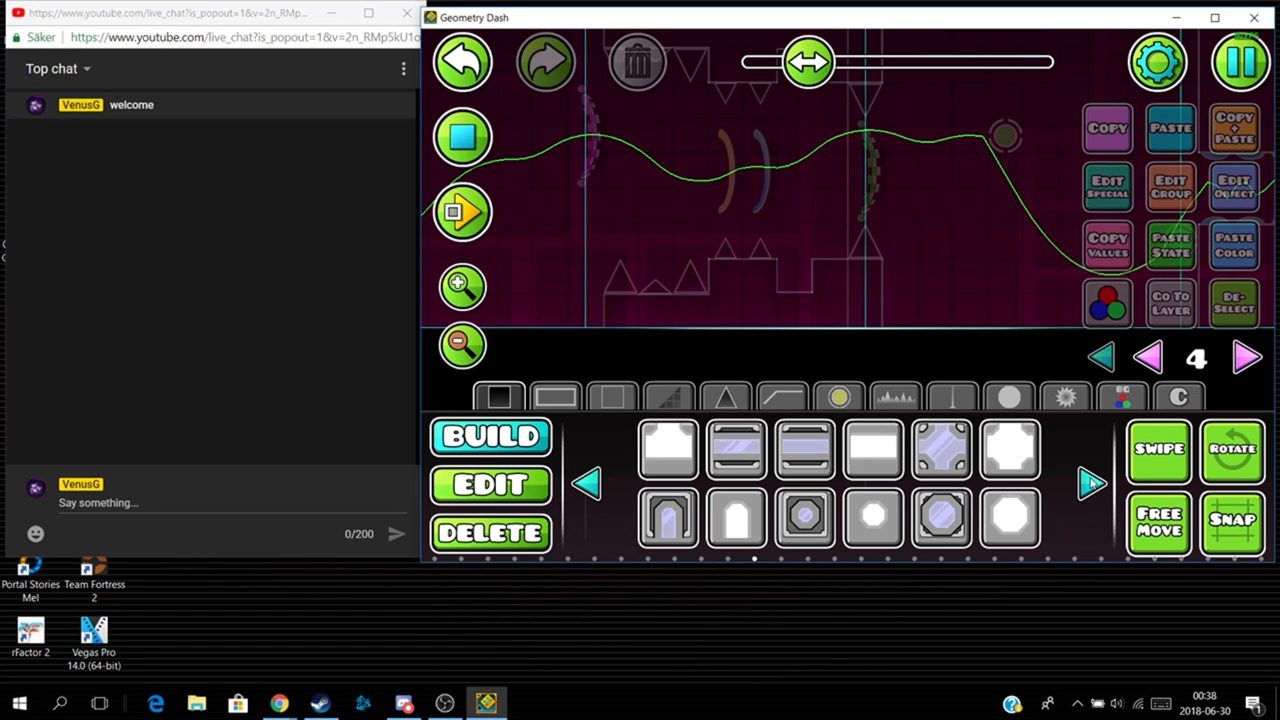 https://www.youtube.com/live_chat?is_popout=1&v=2n_RMp...
Säker
https://www.youtube.com/live_chat?is_popout=1&v=2n_RMp5kU1o
Top chat
VenusG welcome
VenusG
Say something...
0/200
Geometry Dash
COPY
PASTE
COPY
+
PASTE
EDIT
SPECIAL
EDIT
GROUP
EDIT
OBJECT
COPY
VALUES
PASTE
STATE
PASTE
COLOR
GO TO
LAYER
DE-
SELECT
4
BG
C
BUILD
EDIT
DELETE
SWIPE
ROTATE
FREE
MOVE
SNAP
Portal Stories
Mel
Team Fortress
2
rFactor 2
Vegas Pro
14.0 (64-bit)
00:38
2018-06-30
1